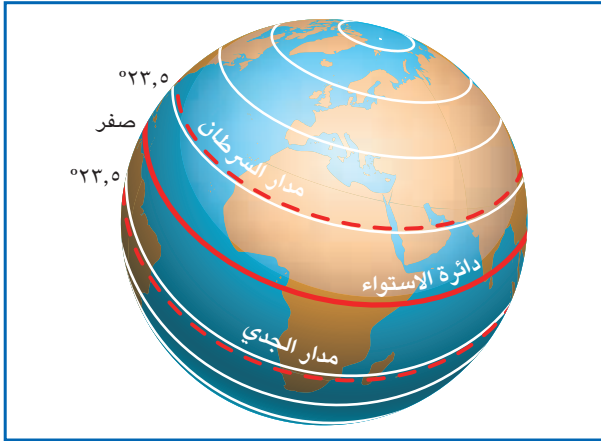 °٢٣,٥
صفر
°٢٣,٥
مدار السرطان
دائرة الاستواء
مدار الجدي